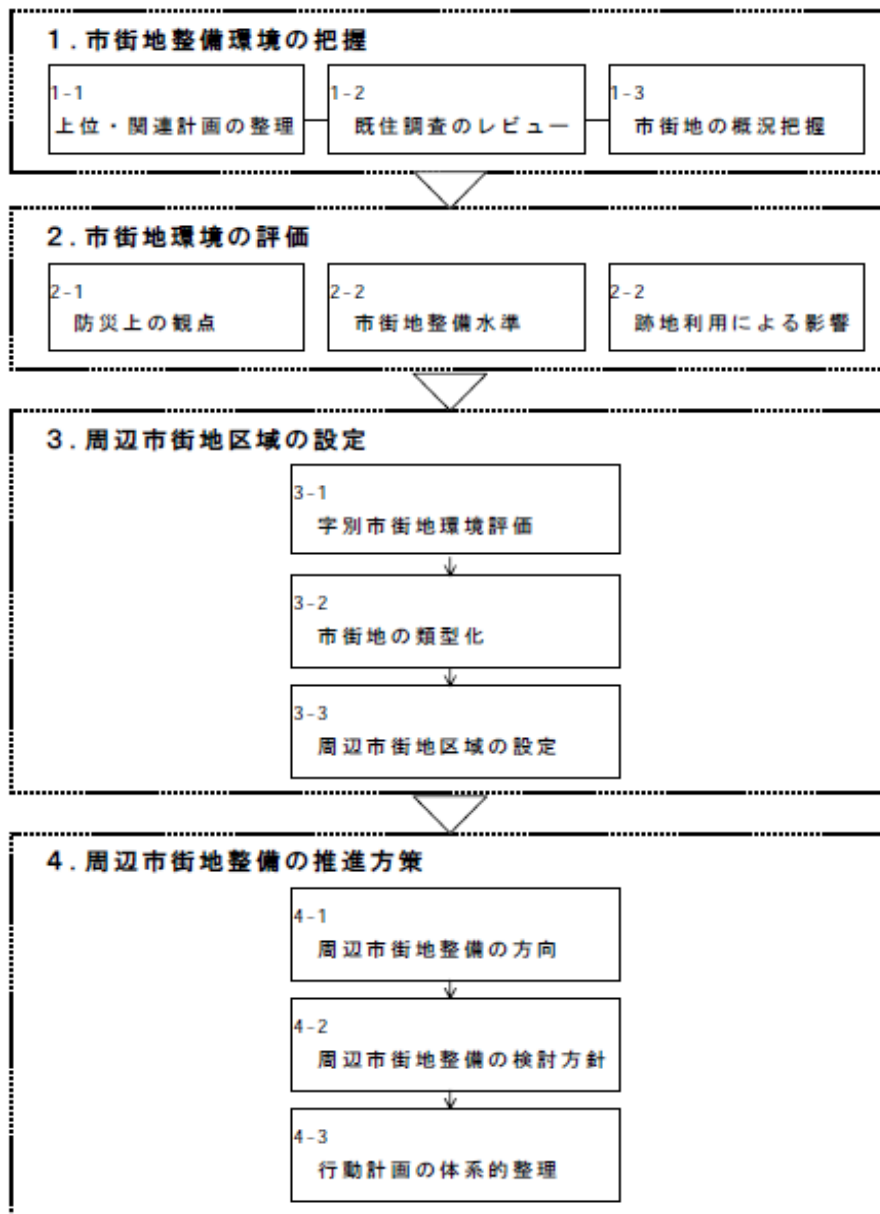 1.市街地整備環境の把握
1-1
上位・関連計画の整理
1-2
既住調査のレビュー
1-3
市街地の概況把握
2.市街地環境の評価
2-1
防災上の観点
2-2
市街地整備水準
2-2
跡地利用による影響
3.周辺市街地区域の設定
3-1
字別市街地環境評価
3-2
市街地の類型化
3-3
周辺市街地区域の設定
4.周辺市街地整備の推進方策
4-1
周辺市街地整備の方向
4-2
周辺市街地整備の検討方針
4-3
行動計画の体系的整理